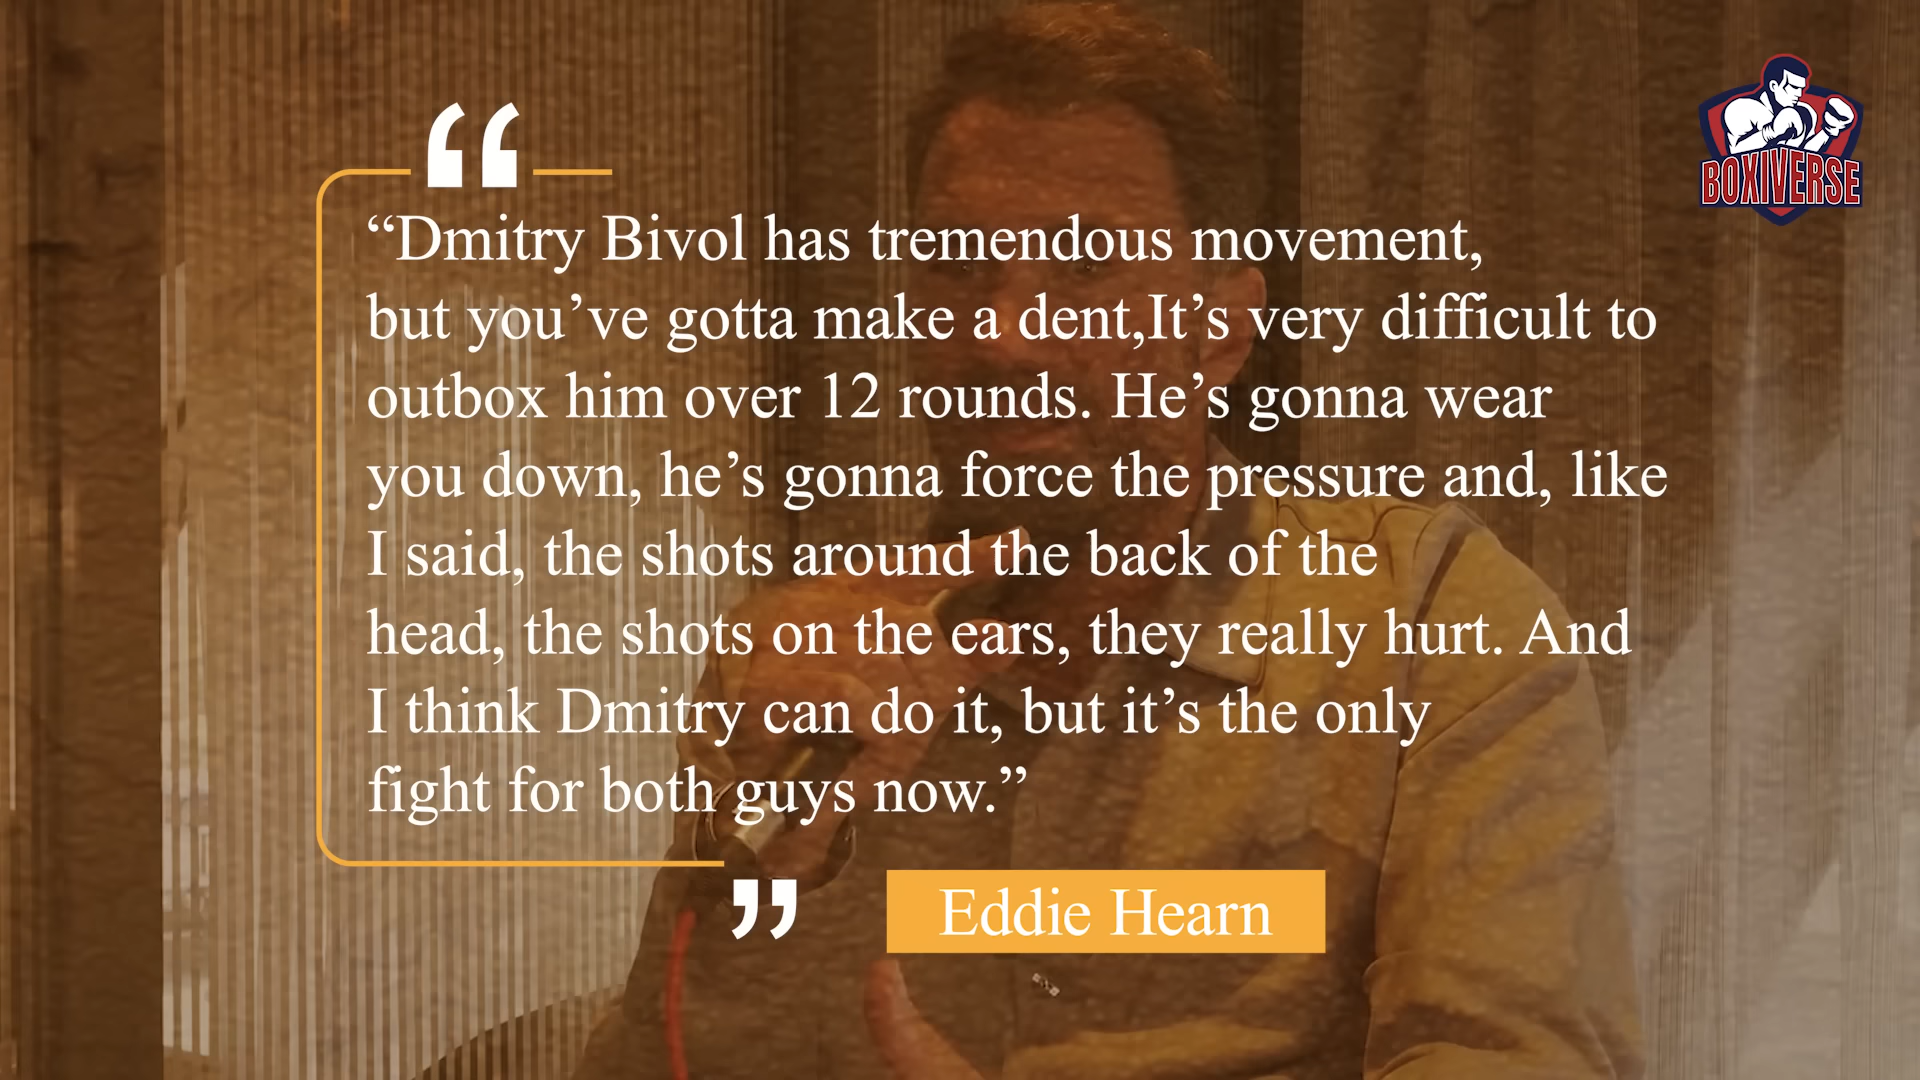 BOXIVERSE
“Dmitry Bivol has tremendous movement,
but you’ve gotta make a dent,It’s very difficult to
outbox him over 12 rounds. He’s gonna wear
you down, he’s gonna force the pressure and, like
I said, the shots around the back of the
head, the shots on the ears, they really hurt. And
I think Dmitry can do it, but it’s the only
fight for both guys now.”
Eddie Hearn